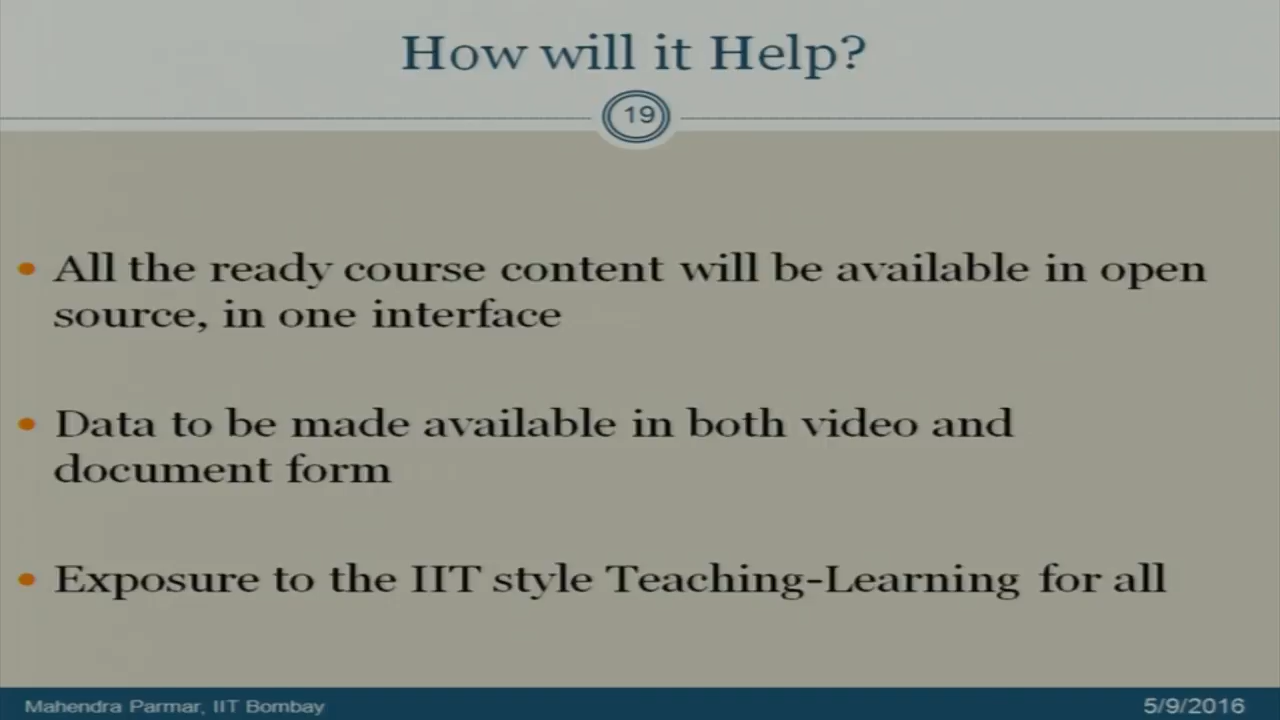 How will it Help?
19
All the ready course content will be available in open
source, in one interface
Data to be made available in both video and
document form
Exposure to the IIT style Teaching-Learning for all
Mahendra Parmar, IIT Bombay
5/9/2016